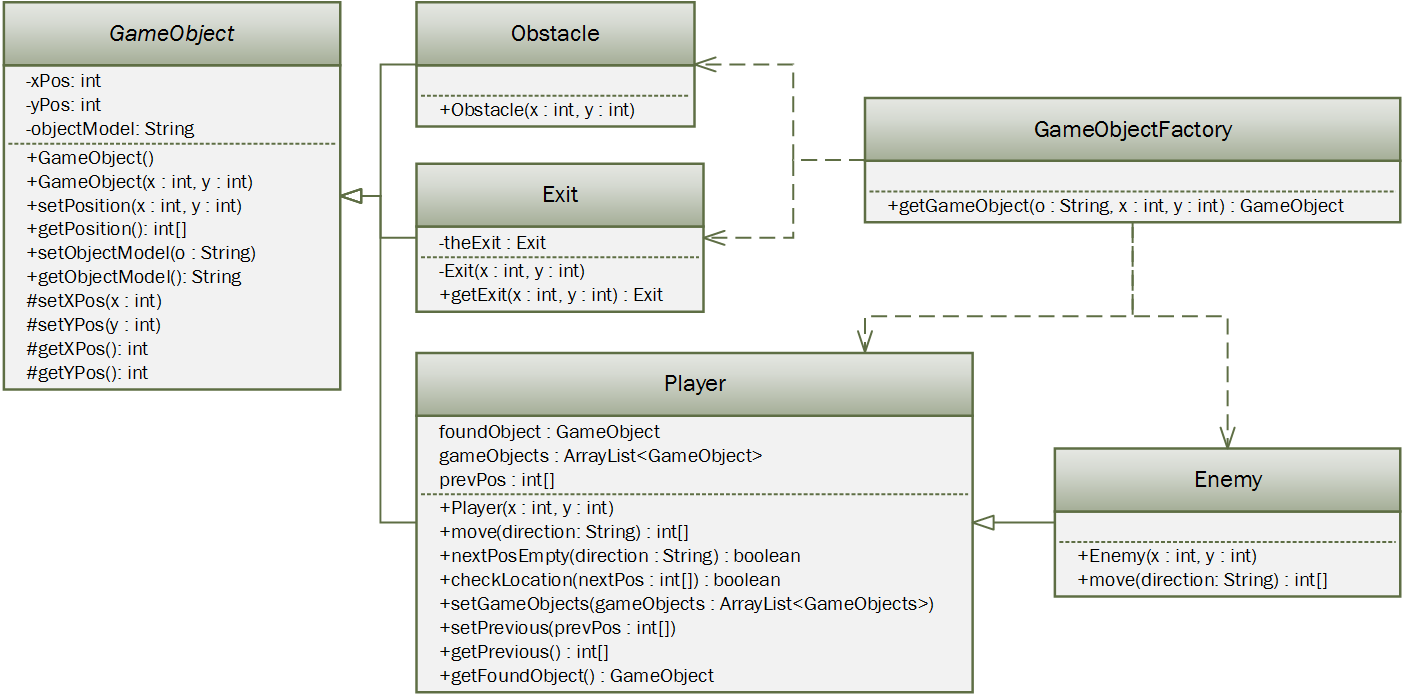 GameObject
-xPos: int
-yPos: int
-objectModel: String
+GameObject()
+GameObject(x : int, y : int)
+setPosition(x : int, y : int)
+getPosition(): int[]
+setObjectModel(o : String)
+getObjectModel(): String
#setXPos(x : int)
#setYPos(y : int)
#getXPos(): int
#getYPos(): int
Obstacle
+Obstacle(x : int, y : int)
Exit
-theExit : Exit
-Exit(x : int, y : int)
+getExit(x : int, y : int) : Exit
GameObjectFactory
+getGameObject(o : String, x : int, y : int) : GameObject
Player
foundObject : GameObject
gameObjects : ArrayList<GameObject>
prevPos : int[]
+Player(x : int, y : int)
+move(direction: String) : int[]
+nextPosEmpty(direction : String) : boolean
+checkLocation(nextPos : int[]) : boolean
+setGameObjects(gameObjects : ArrayList<GameObjects>)
+setPrevious(prevPos : int[])
+getPrevious() : int[]
+getFoundObject() : GameObject
Enemy
+Enemy(x : int, y : int)
+move(direction: String) : int[]